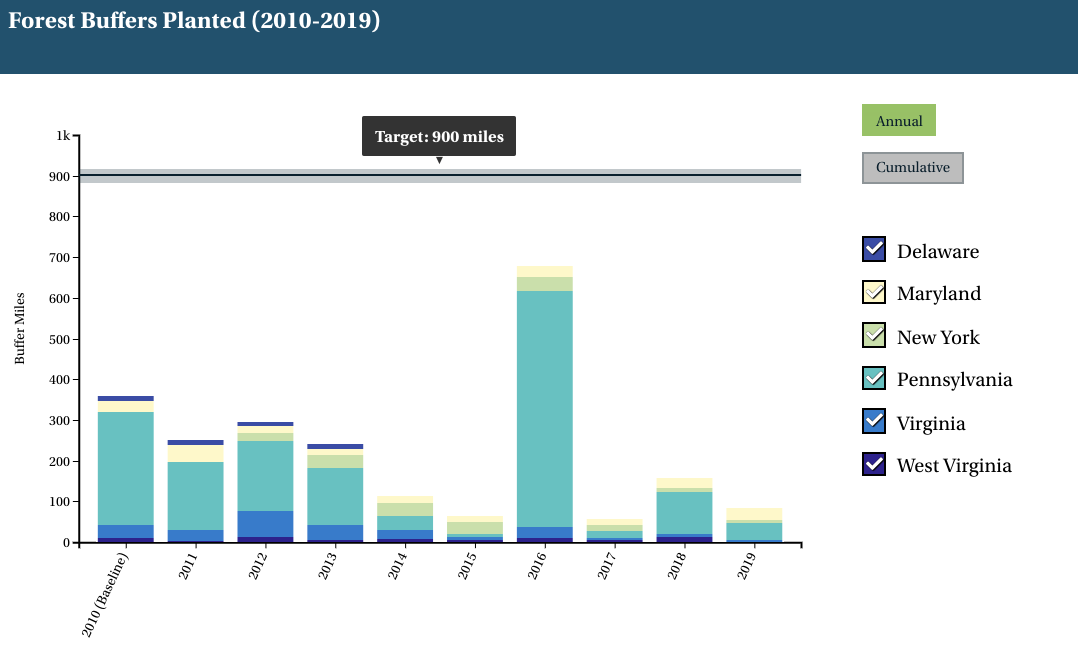 Forest Buffers Planted (2010-2019)
Target: 900 miles
Annual
Cumulative
1k
900
800
700
600
500
400
300
200
100
0
Buffer Miles
2010 (Baseline)
2011
2012
2013
2014
2015
2016
2017
2018
2019
Delaware
Maryland
New York
Pennsylvania
Virginia
West Virginia